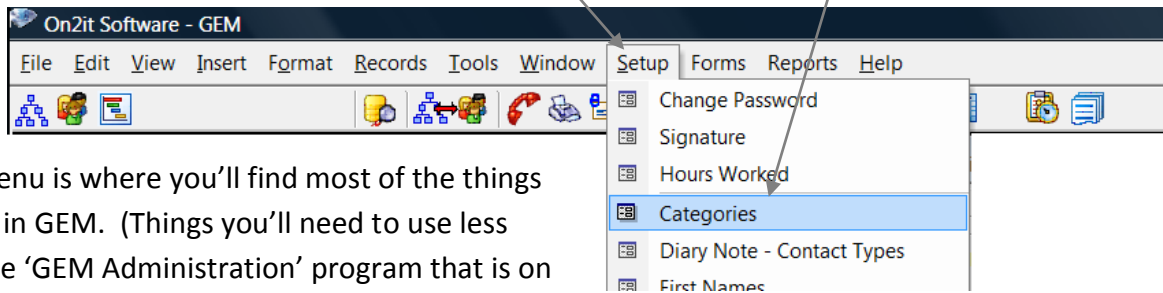 On2it Software - GEM
File Edit View Insert Format Records Tools Window Setup Forms Reports Help
Change Password
Signature
Hours Worked
Categories
Diary Note - Contact Types
First Names
enu is where you’ll find most of the things
in GEM.  (Things you’ll need to use less
e ‘GEM Administration’ program that is on